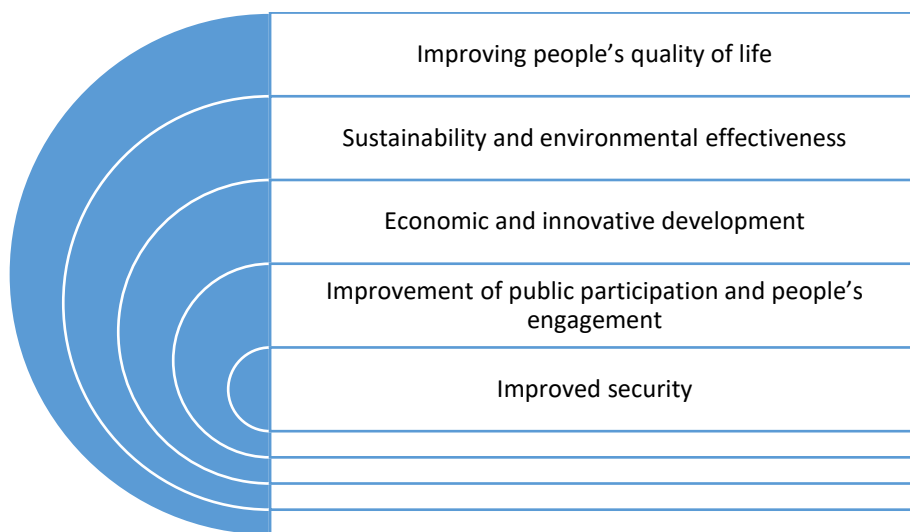 Improving people’s quality of life
Sustainability and environmental effectiveness
Economic and innovative development
Improvement of public participation and people’s
engagement
Improved security